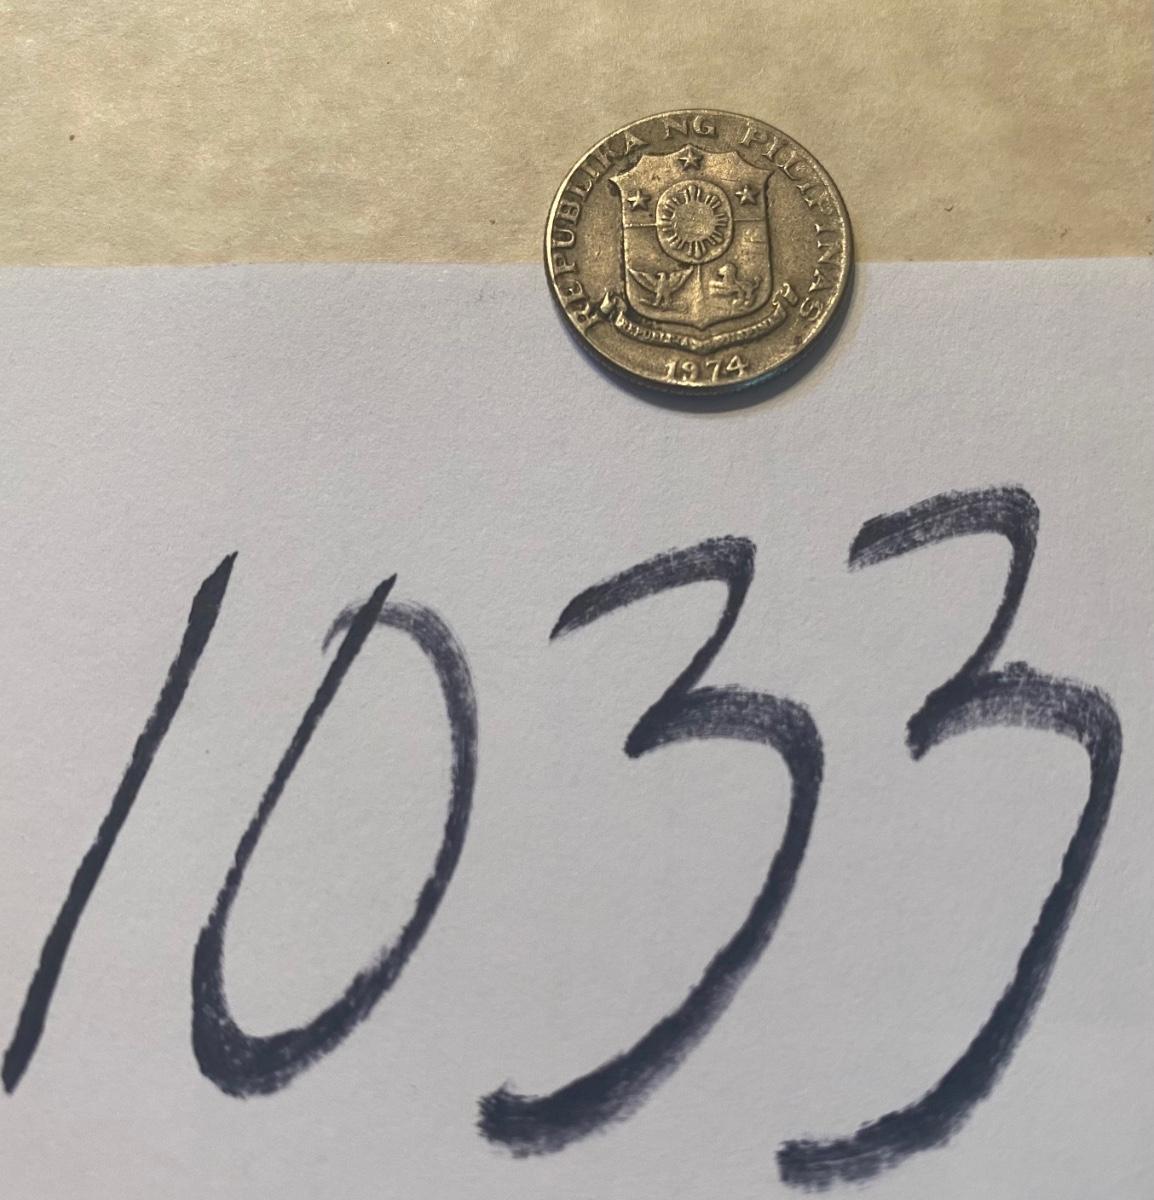 REPUBLIKA NG PILIPINAS
1974
1033